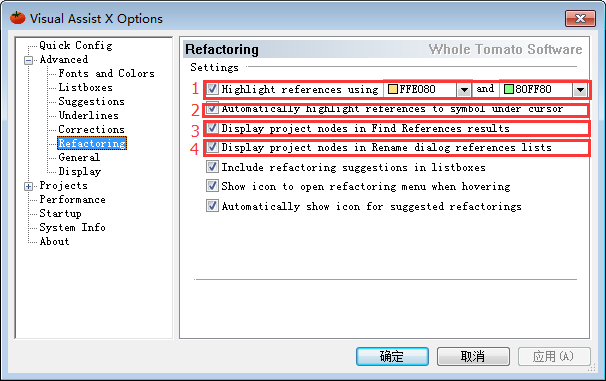 Visual Assist X Options
Quick Config
Advanced
Fonts and Colors
Listboxes
Suggestions
Underlines
Corrections
Refactoring
General
Display
Projects
Performance
Startup
System Info
About
Refactoring Whole Tomato Software
Settings
1 Highlight references using FFE080 and 80FF80
2 Automatically highlight references to symbol under cursor
3 Display project nodes in Find References results
4 Display project nodes in Rename dialog references lists
Include refactoring suggestions in listboxes
Show icon to open refactoring menu when hovering
Automatically show icon for suggested refactorings
确定 取消 应用(A)